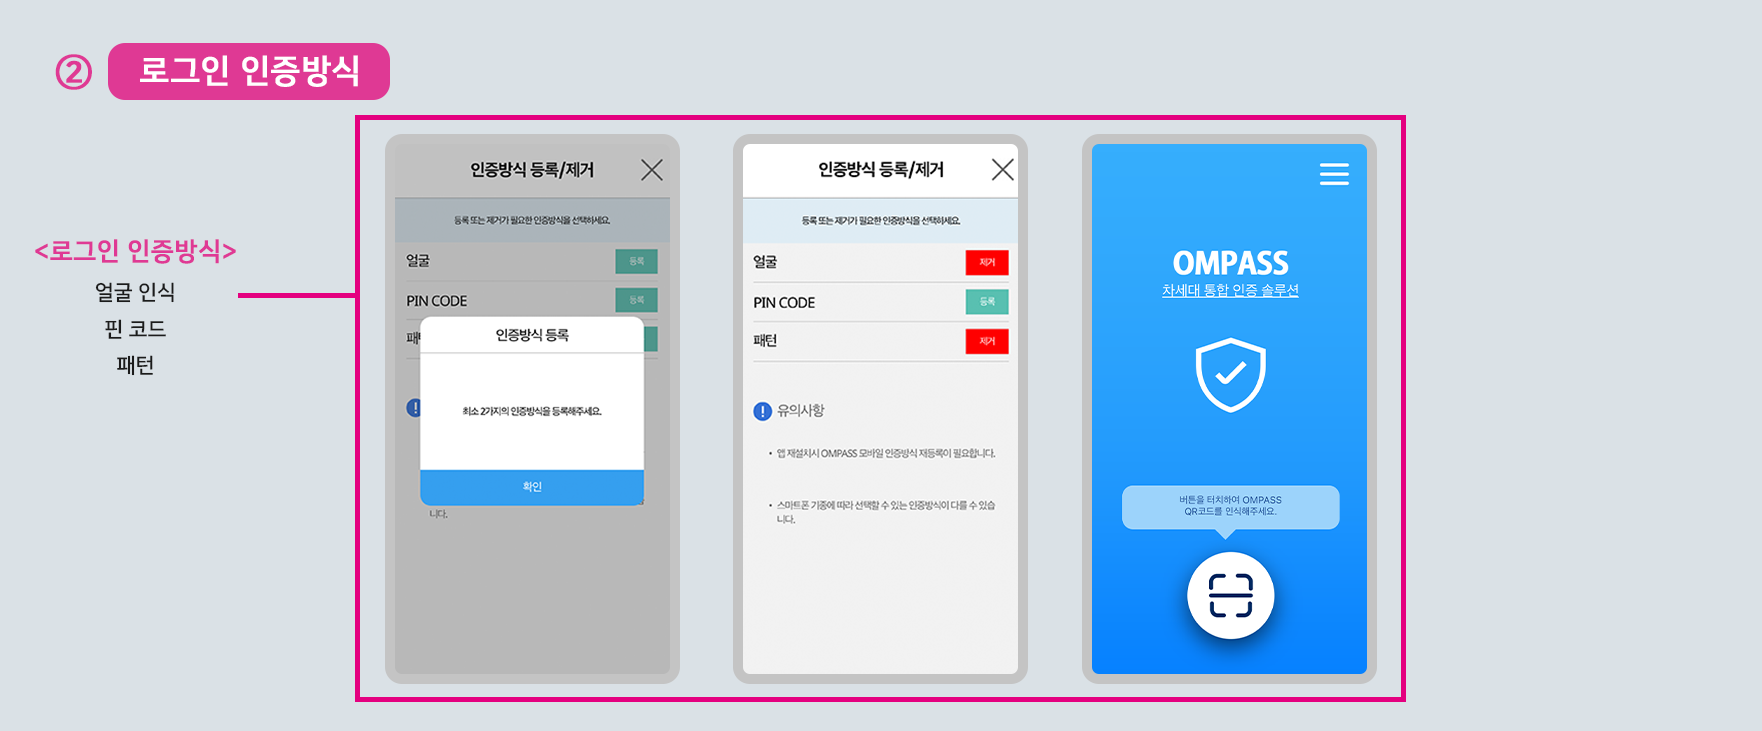 ② 로그인 인증방식
<로그인 인증방식>
얼굴 인식
핀 코드
패턴
인증방식 등록/제거
등록 또는 제거가 필요한 인증방식을 선택하세요.
얼굴
등록
PIN CODE
등록
패
인증방식 등록
최소 2가지의 인증방식을 등록해주세요.
확인
니다.
인증방식 등록/제거
등록 또는 제거가 필요한 인증방식을 선택하세요.
얼굴
제거
PIN CODE
등록
패턴
제거
! 유의사항
• 앱 재설치시 OMPASS 모바일 인증방식 재등록이 필요합니다.
• 스마트폰 기종에 따라 선택할 수 있는 인증방식이 다를 수 있습
니다.
OMPASS
차세대 통합 인증 솔루션
버튼을 터치하여 OMPASS
QR코드를 인식해주세요.